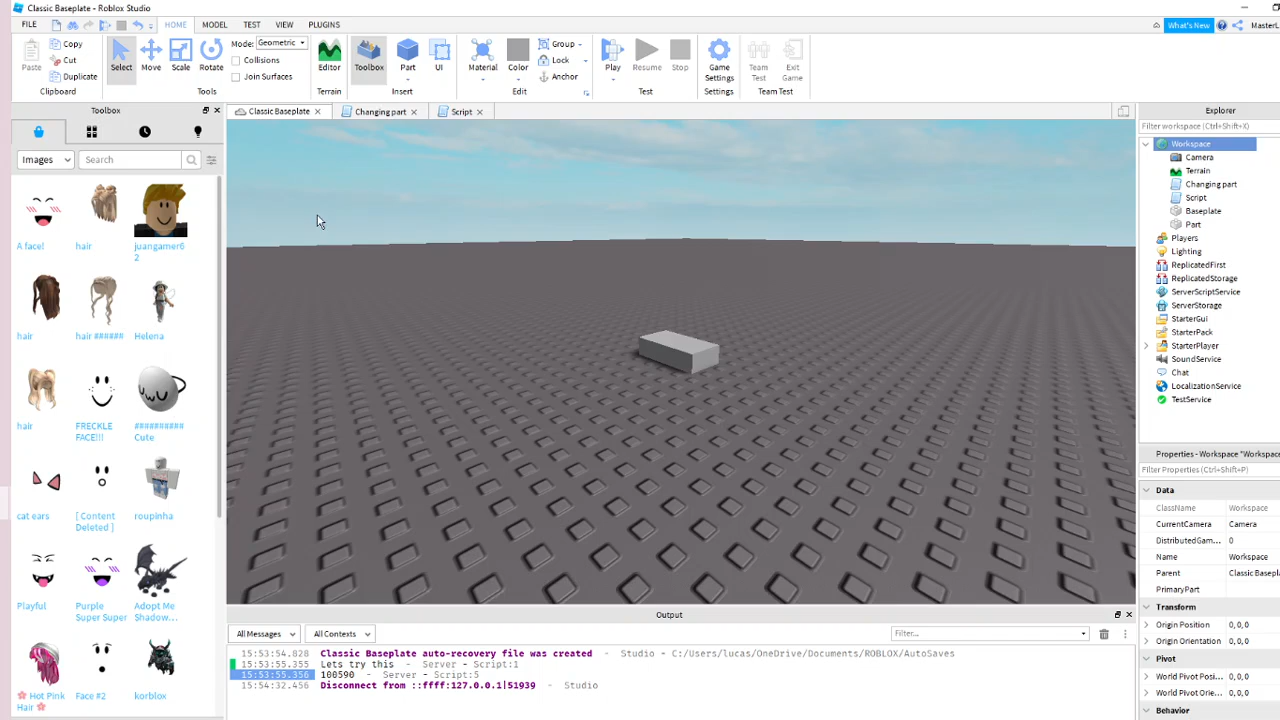 Classic Baseplate - Roblox Studio
FILE HOME MODEL TEST VIEW PLUGINS What's New MasterL
Paste Copy Cut Duplicate Clipboard
Select Move Scale Rotate Mode: Geometric Collisions Join Surfaces Tools
Editor Terrain
Toolbox Part UI Insert
Material Color Group Lock Anchor Edit
Play Resume Stop Test
Game Settings Settings
Team Test Exit Game Team Test
Toolbox
Classic Baseplate Changing part Script
Images Search
A face! hair juangamer6
2
hair hair ###### Helena
hair FRECKLE FACE!!! ########## Cute
UwU
cat ears [ Content Deleted ] roupinha
Playful Purple Super Super Adopt Me Shadow...
Hot Pink Hair Face #2 korblox
Explorer
Filter workspace (Ctrl+Shift+X)
Workspace
Camera
Terrain
Changing part
Script
Baseplate
Part
Players
Lighting
ReplicatedFirst
ReplicatedStorage
ServerScriptService
ServerStorage
StarterGui
StarterPack
StarterPlayer
SoundService
Chat
LocalizationService
TestService
Properties - Workspace "Workspace
Filter Properties (Ctrl+Shift+P)
Data
ClassName Workspace
CurrentCamera Camera
DistributedGam... 0
Name Workspace
Parent Classic Basepl
PrimaryPart
Transform
Origin Position 0, 0, 0
Origin Orientation 0, 0, 0
Pivot
World Pivot Posi... 0, 0, 0
World Pivot Orie... 0, 0, 0
Behavior
Output
All Messages All Contexts Filter...
15:53:54.828 Classic Baseplate auto-recovery file was created - Studio - C:/Users/lucas/OneDrive/Documents/ROBLOX/AutoSaves
15:53:55.355 Lets try this - Server - Script:1
15:53:55.356 100590 - Server - Script:5
15:54:32.456 Disconnect from ::ffff:127.0.0.1|51939 - Studio